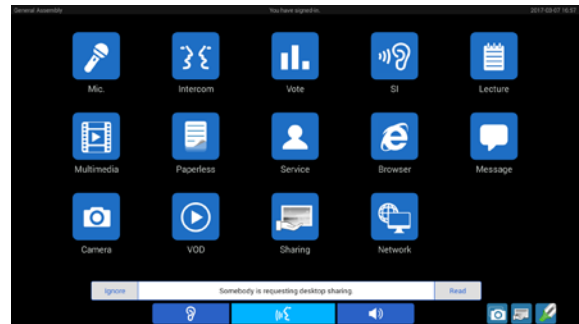 General Assembly You have signed in. 2017-03-07 16:57
Mic. Intercom Vote SI Lecture
Multimedia Paperless Service Browser Message
Camera VOD Sharing Network
Ignore Somebody is requesting desktop sharing. Read